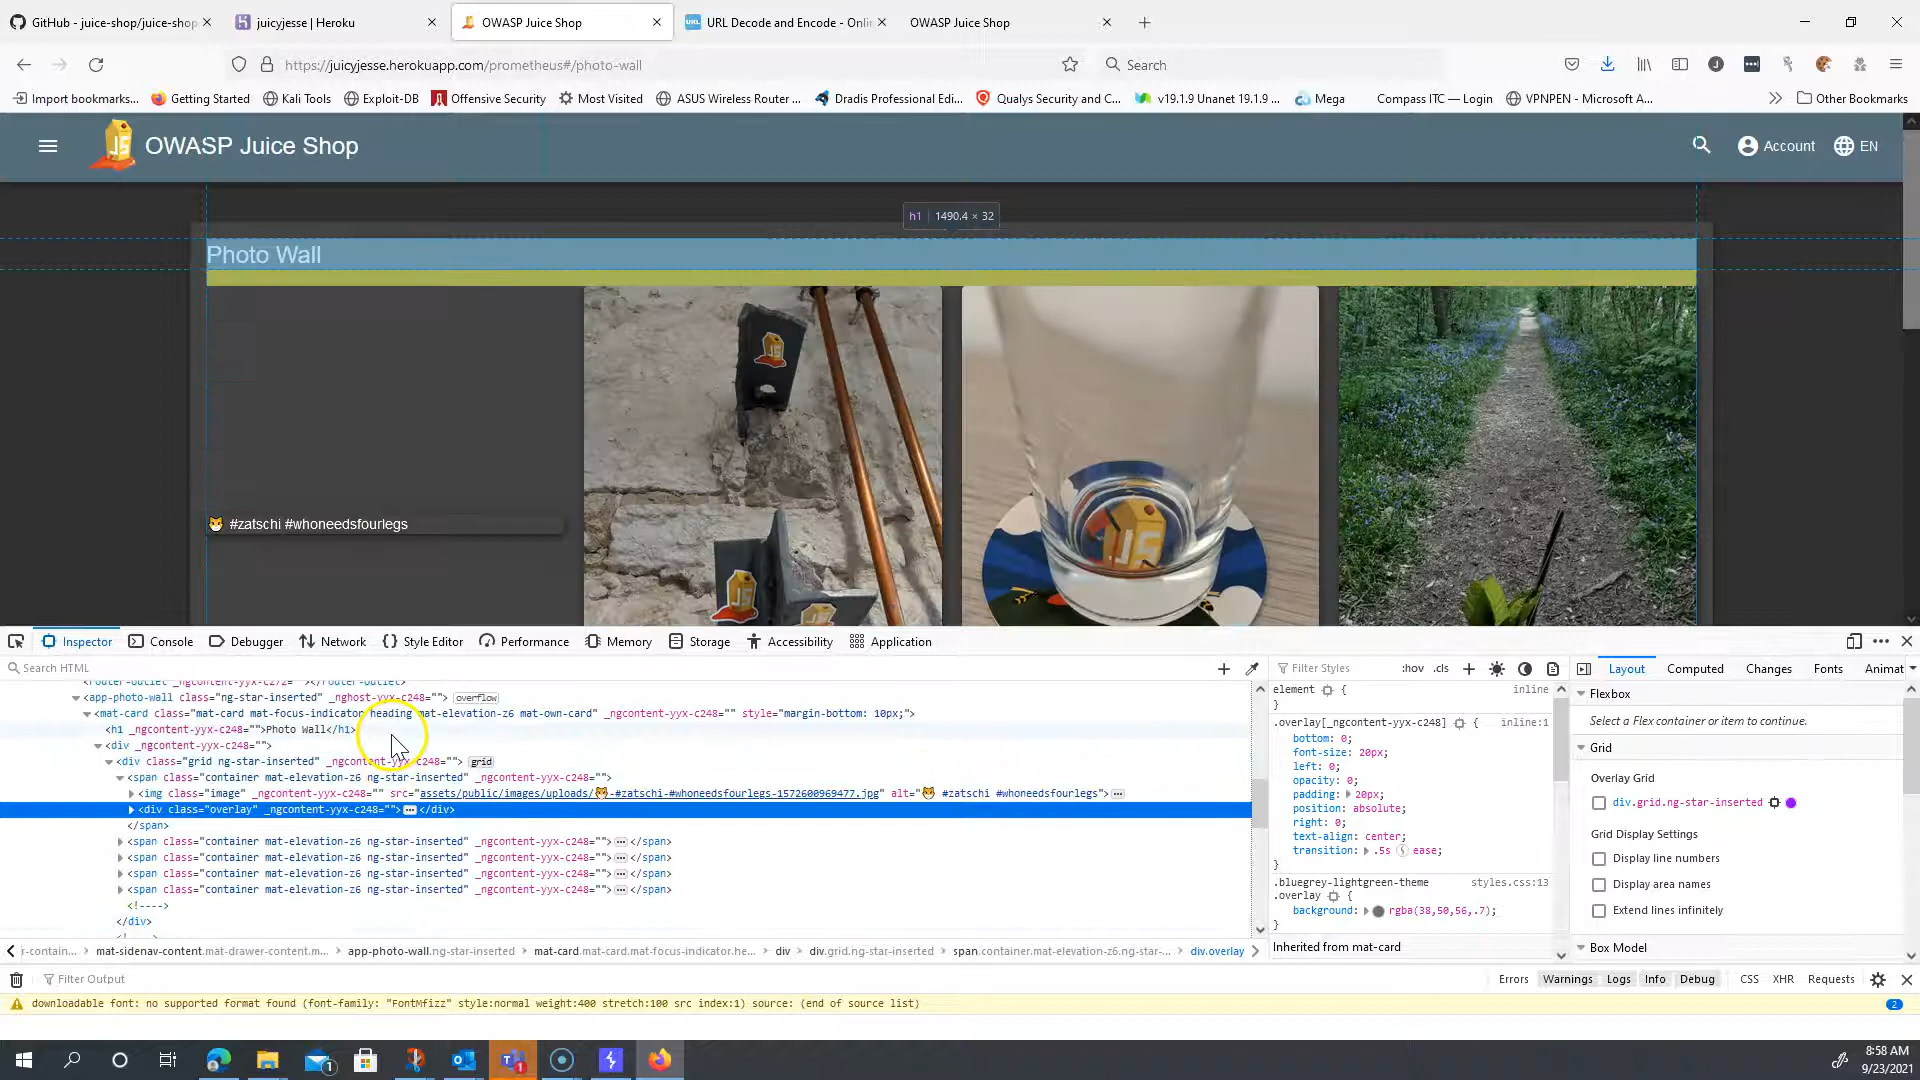 GitHub - juice-shop/juice-shop
juicyjesse | Heroku
OWASP Juice Shop
URL Decode and Encode - Onli
OWASP Juice Shop
https://juicyjesse.herokuapp.com/prometheus#/photo-wall
Search
Import bookmarks...
Getting Started
Kali Tools
Exploit-DB
Offensive Security
Most Visited
ASUS Wireless Router ...
Dradis Professional Edi...
Qualys Security and C...
v19.1.9 Unanet 19.1.9 ...
Mega
Compass ITC — Login
VPNPEN - Microsoft A...
Other Bookmarks
OWASP Juice Shop
Account
EN
h1 | 1490.4 × 32
Photo Wall
😼 #zatschi #whoneedsfourlegs
Inspector
Console
Debugger
Network
Style Editor
Performance
Memory
Storage
Accessibility
Application
Search HTML
<app-photo-wall class="ng-star-inserted" _nghost-yyx-c248=""> overflow
<mat-card class="mat-card mat-focus-indicator heading mat-elevation-z6 mat-own-card" _ngcontent-yyx-c248="" style="margin-bottom: 10px;">
<h1 _ngcontent-yyx-c248="">Photo Wall</h1>
<div _ngcontent-yyx-c248="">
<div class="grid ng-star-inserted" _ngcontent-yyx-c248=""> grid
<span class="container mat-elevation-z6 ng-star-inserted" _ngcontent-yyx-c248="">
<img class="image" _ngcontent-yyx-c248="" src="assets/public/images/uploads/😼-#zatschi-#whoneedsfourlegs-1572600969477.jpg" alt="😼 #zatschi #whoneedsfourlegs">
<div class="overlay" _ngcontent-yyx-c248="">⋯</div>
</span>
<span class="container mat-elevation-z6 ng-star-inserted" _ngcontent-yyx-c248="">⋯</span>
<span class="container mat-elevation-z6 ng-star-inserted" _ngcontent-yyx-c248="">⋯</span>
<span class="container mat-elevation-z6 ng-star-inserted" _ngcontent-yyx-c248="">⋯</span>
<span class="container mat-elevation-z6 ng-star-inserted" _ngcontent-yyx-c248="">⋯</span>
<!---->
</div>
Filter Styles
:hov .cls
element { inline
}
.overlay[_ngcontent-yyx-c248] { inline:1
bottom: 0;
font-size: 20px;
left: 0;
opacity: 0;
padding: 20px;
position: absolute;
right: 0;
text-align: center;
transition: .5s ease;
}
.bluegrey-lightgreen-theme styles.css:13
.overlay {
background: rgba(38,50,56,.7);
}
Inherited from mat-card
Layout
Computed
Changes
Fonts
Animat
Flexbox
Select a Flex container or item to continue.
Grid
Overlay Grid
div.grid.ng-star-inserted
Grid Display Settings
Display line numbers
Display area names
Extend lines infinitely
Box Model
r-contain...
mat-sidenav-content.mat-drawer-content.m...
app-photo-wall.ng-star-inserted
mat-card.mat-card.mat-focus-indicator.he...
div
div.grid.ng-star-inserted
span.container.mat-elevation-z6.ng-star-...
div.overlay
Filter Output
Errors
Warnings
Logs
Info
Debug
CSS
XHR
Requests
downloadable font: no supported format found (font-family: "FontMfizz" style:normal weight:400 stretch:100 src index:1) source: (end of source list)
2
8:58 AM
9/23/2021